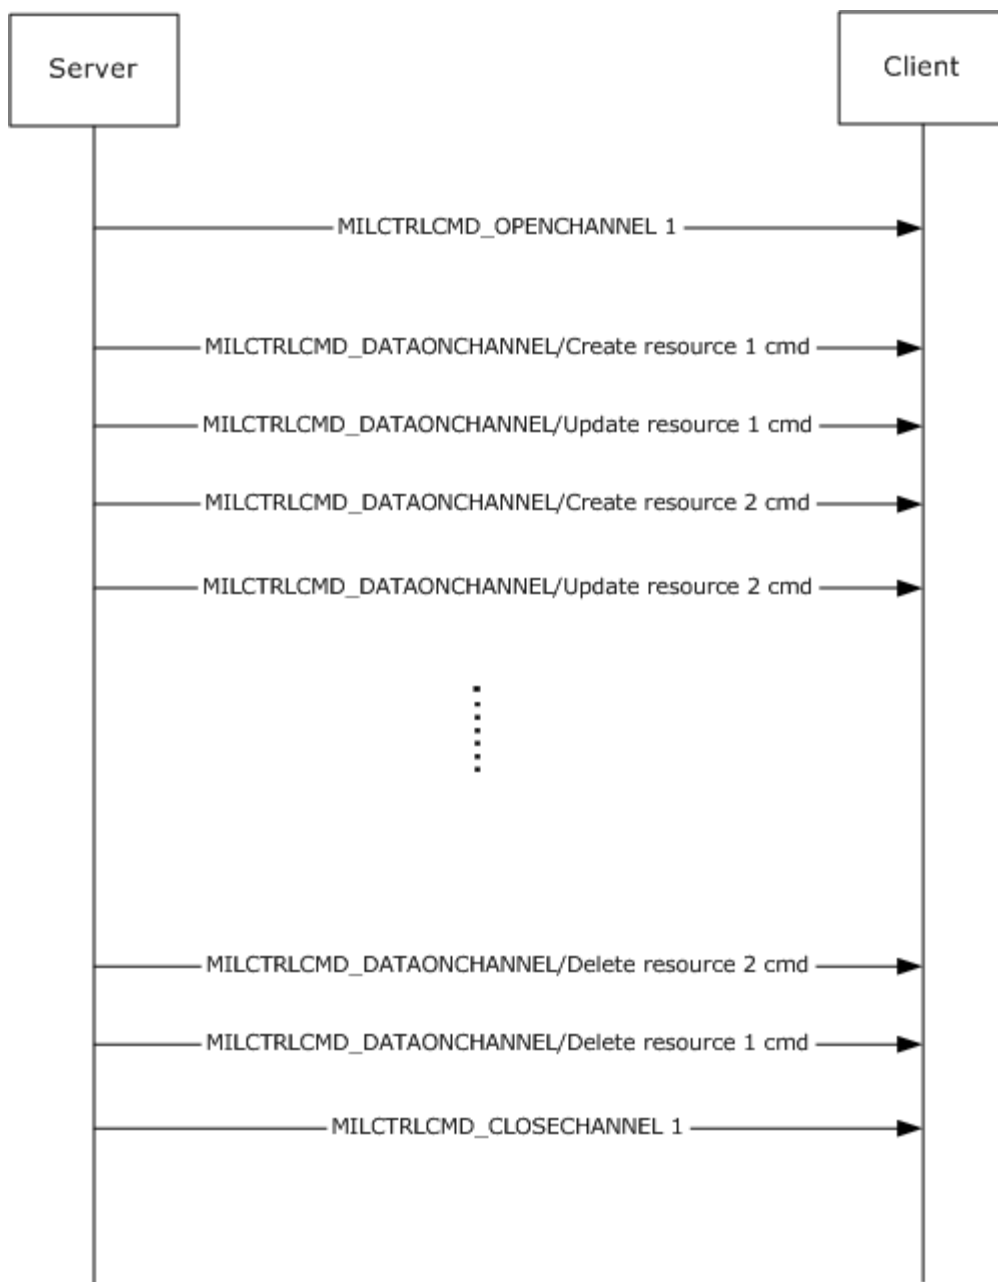 Server
Client
MILCTRLCMD_OPENCHANNEL 1
MILCTRLCMD_DATAONCHANNEL/Create resource 1 cmd
MILCTRLCMD_DATAONCHANNEL/Update resource 1 cmd
MILCTRLCMD_DATAONCHANNEL/Create resource 2 cmd
MILCTRLCMD_DATAONCHANNEL/Update resource 2 cmd
MILCTRLCMD_DATAONCHANNEL/Delete resource 2 cmd
MILCTRLCMD_DATAONCHANNEL/Delete resource 1 cmd
MILCTRLCMD_CLOSECHANNEL 1